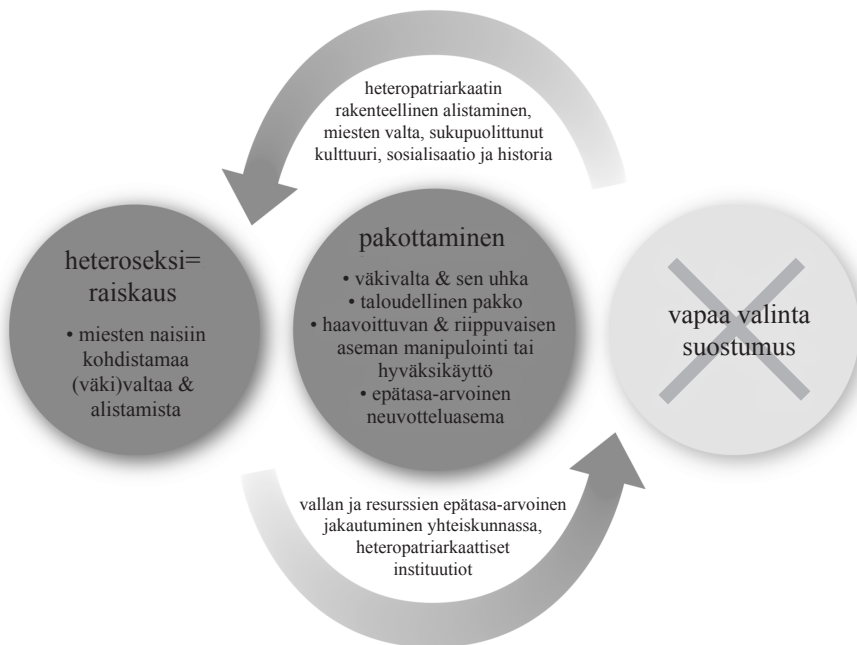 heteropatriarkaatin
rakenteellinen alistaminen,
miesten valta, sukupuolittunut
kulttuuri, sosialisaatio ja historia
heteroseksi=
raiskaus
• miesten naisiin
kohdistamaa
(väki)valtaa &
alistamista
pakottaminen
• väkivalta & sen uhka
• taloudellinen pakko
• haavoittuvan & riippuvaisen
aseman manipulointi tai
hyväksikäyttö
• epätasa-arvoinen
neuvotteluasema
vapaa valinta
suostumus
vallan ja resurssien epätasa-arvoinen
jakautuminen yhteiskunnassa,
heteropatriarkaattiset
instituutiot